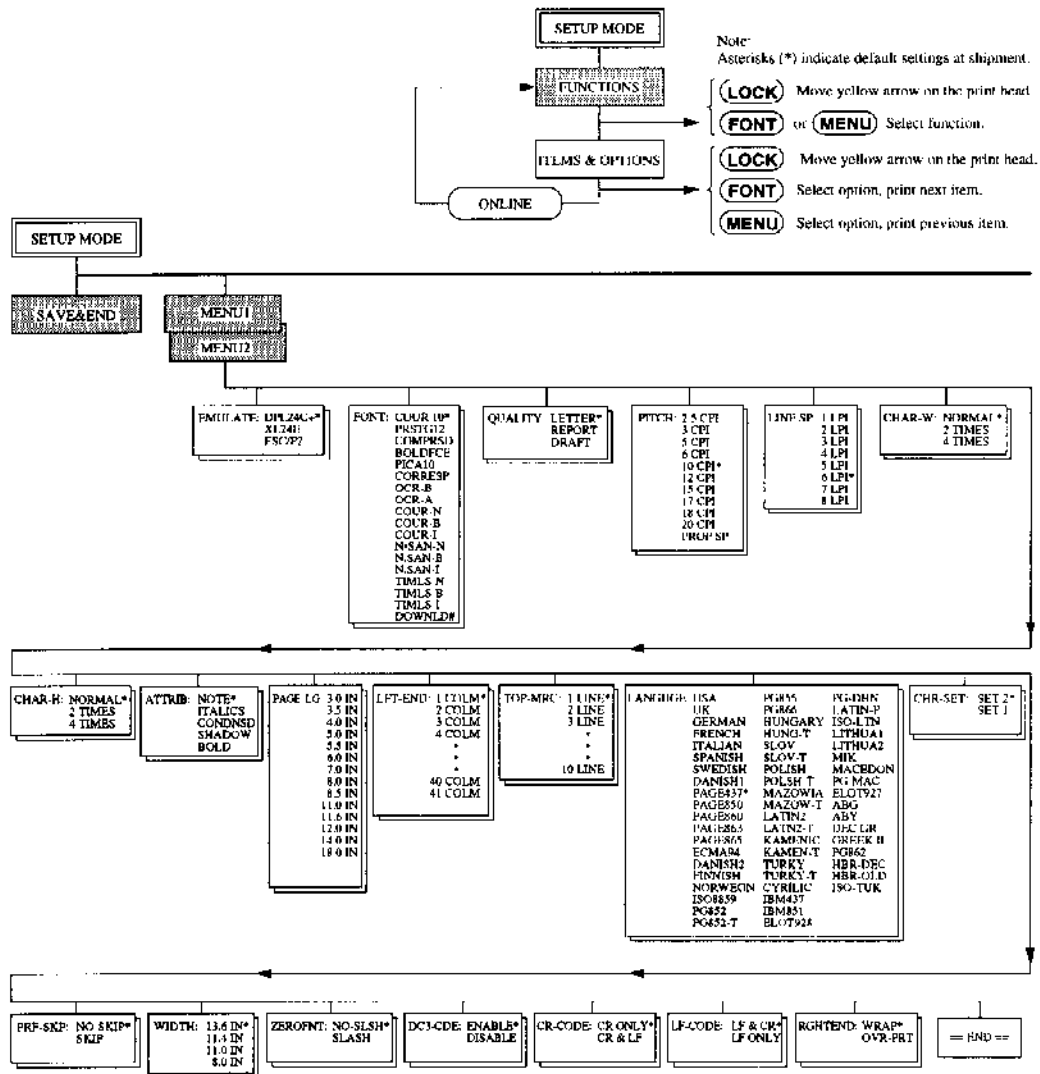 SETUP MODE
Note:
Asterisks (*) indicate default settings at shipment.
FUNCTIONS
LOCK Move yellow arrow on the print head
FONT or MENU Select function.
ITEMS & OPTIONS
LOCK Move yellow arrow on the print head.
ONLINE
FONT Select option, print next item.
MENU Select option, print previous item.
SETUP MODE
SAVE&END
MENU1
MENU2
EMULATE: DPL24C+*
XL24E
ESC/P2
FONT: COUR 10*
PRSTG12
COMPRSD
BOLDFCE
PICA10
CORRESP
OCR-B
OCR-A
COUR-N
COUR-B
COUR-I
N.SAN-N
N.SAN-B
N.SAN-I
TIMLS N
TIMLS B
TIMLS I
DOWNLD#
QUALITY LETTER*
REPORT
DRAFT
PITCH: 2.5 CPI
3 CPI
5 CPI
6 CPI
10 CPI*
12 CPI
15 CPI
17 CPI
18 CPI
20 CPI
PROP SP
LINE SP 1 LPI
2 LPI
3 LPI
4 LPI
5 LPI
6 LPI*
7 LPI
8 LPI
CHAR-W: NORMAL*
2 TIMES
4 TIMES
CHAR-H: NORMAL*
2 TIMES
4 TIMES
ATTRIB: NOTE*
ITALICS
CONDNSD
SHADOW
BOLD
PAGE LG 3.0 IN
3.5 IN
4.0 IN
5.0 IN
5.5 IN
6.0 IN
7.0 IN
8.0 IN
8.5 IN
11.0 IN
11.6 IN
12.0 IN
14.0 IN
18.0 IN
LFT-END: 1 COLM*
2 COLM
3 COLM
4 COLM
*
*
*
40 COLM
41 COLM
TOP-MRG: 1 LINE*
2 LINE
3 LINE
*
*
*
10 LINE
LANGUGE: USA PG855 PG-DHN
UK PG866 LATIN-P
GERMAN HUNGARY ISO-LTN
FRENCH HUNG-T LITHUA1
ITALIAN SLOV LITHUA2
SPANISH SLOV-T MIK
SWEDISH POLISH MACEDON
DANISH1 POLSH-T PG MAC
PAGE437* MAZOWIA ELOT927
PAGE850 MAZOW-T ABG
PAGE860 LATIN2 ABY
PAGE863 LATN2-T DEC GR
PAGE865 KAMENIC GREEK II
ECMA94 KAMEN-T PG862
DANISH2 TURKY HBR-DEC
FINNISH TURKY-T HBR-OLD
NORWEGN CYRILIC ISO-TUK
ISO8859 IBM437
PG852 IBM851
PG852-T ELOT928
CHR-SET: SET 2*
SET 1
PRF-SKP: NO SKIP*
SKIP
WIDTH: 13.6 IN*
11.4 IN
11.0 IN
8.0 IN
ZEROFNT: NO-SLSH*
SLASH
DC3-CDE: ENABLE*
DISABLE
CR-CODE: CR ONLY*
CR & LF
LF-CODE: LF & CR*
LF ONLY
RGHTEND: WRAP*
OVR-PRT
== END ==